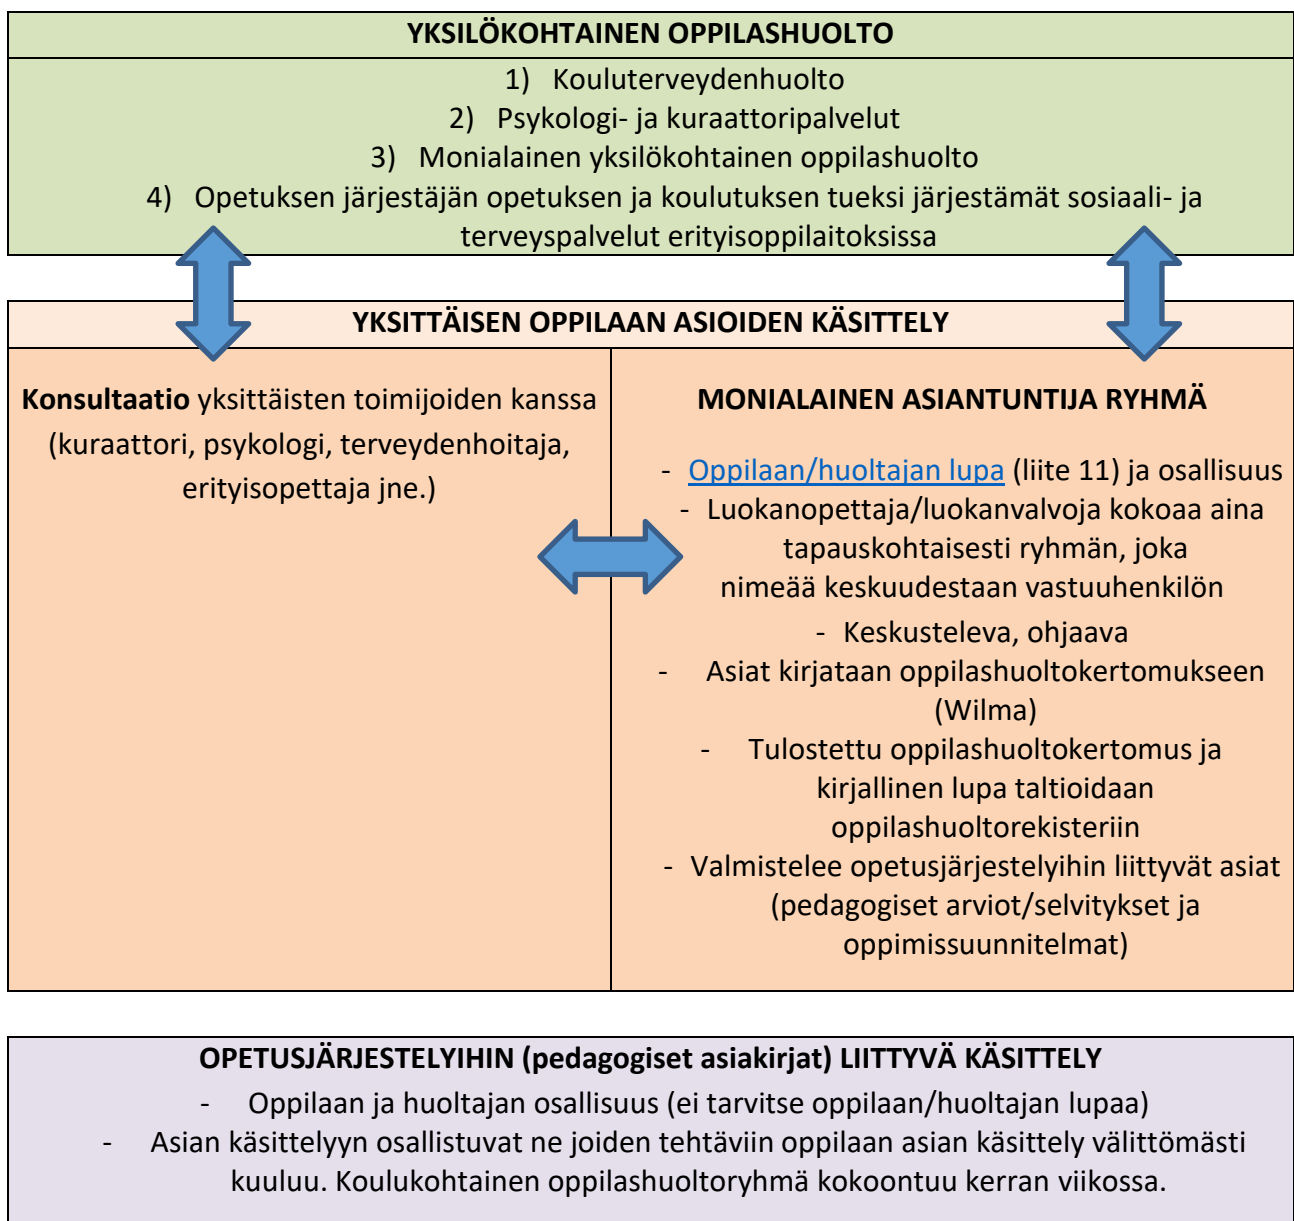 YKSILÖKOHTAINEN OPPILASHUOLTO
1) Kouluterveydenhuolto
2) Psykologi- ja kuraattoripalvelut
3) Monialainen yksilökohtainen oppilashuolto
4) Opetuksen järjestäjän opetuksen ja koulutuksen tueksi järjestämät sosiaali- ja
terveyspalvelut erityisoppilaitoksissa
YKSITTÄISEN OPPILAAN ASIOIDEN KÄSITTELY
Konsultaatio yksittäisten toimijoiden kanssa
(kuraattori, psykologi, terveydenhoitaja,
erityisopettaja jne.)
MONIALAINEN ASIANTUNTIJA RYHMÄ
- Oppilaan/huoltajan lupa (liite 11) ja osallisuus
- Luokanopettaja/luokanvalvoja kokoaa aina
tapauskohtaisesti ryhmän, joka
nimeää keskuudestaan vastuuhenkilön
- Keskusteleva, ohjaava
- Asiat kirjataan oppilashuoltokertomukseen
(Wilma)
- Tulostettu oppilashuoltokertomus ja
kirjallinen lupa taltioidaan
oppilashuoltorekisteriin
- Valmistelee opetusjärjestelyihin liittyvät asiat
(pedagogiset arviot/selvitykset ja
oppimissuunnitelmat)
OPETUSJÄRJESTELYIHIN (pedagogiset asiakirjat) LIITTYVÄ KÄSITTELY
- Oppilaan ja huoltajan osallisuus (ei tarvitse oppilaan/huoltajan lupaa)
- Asian käsittelyyn osallistuvat ne joiden tehtäviin oppilaan asian käsittely välittömästi
kuuluu. Koulukohtainen oppilashuoltoryhmä kokoontuu kerran viikossa.